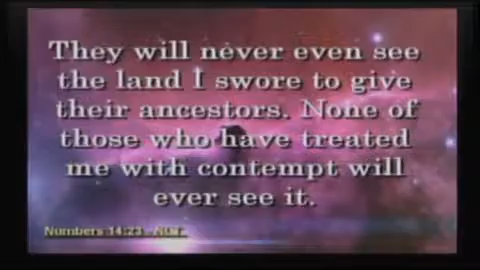 They will never even see
the land I swore to give
their ancestors. None of
those who have treated
me with contempt will
ever see it.
Numbers 14:23